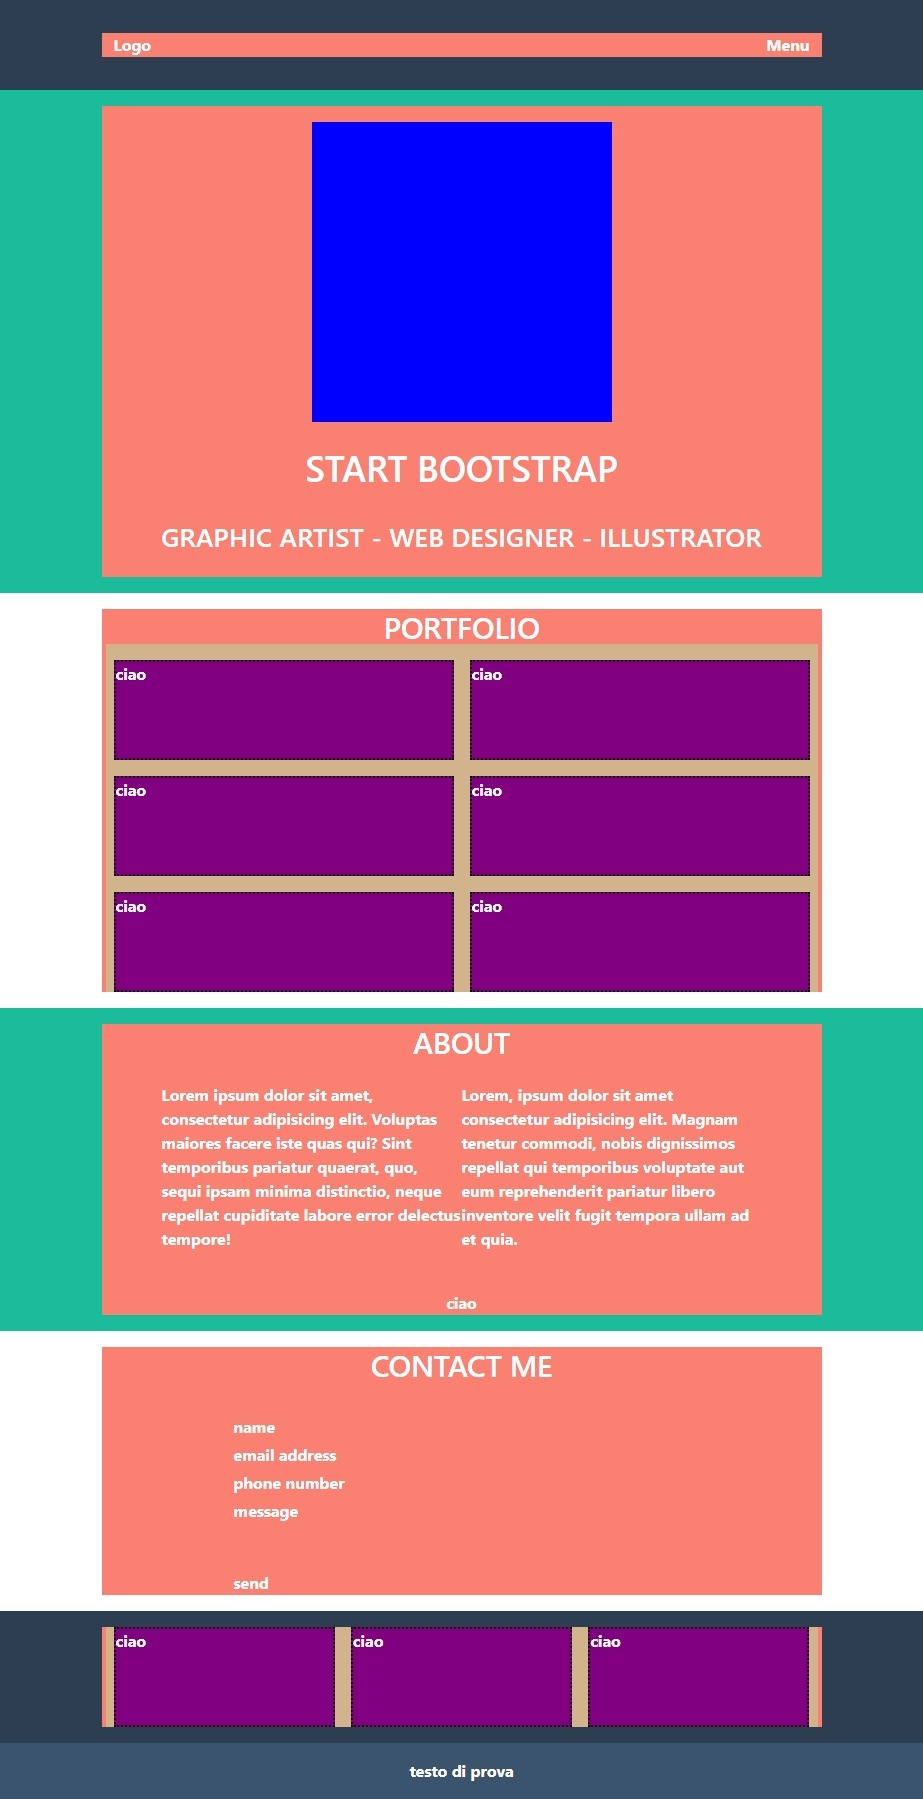 Logo Menu
START BOOTSTRAP
GRAPHIC ARTIST - WEB DESIGNER - ILLUSTRATOR
PORTFOLIO
ciao ciao
ciao ciao
ciao ciao
ABOUT
Lorem ipsum dolor sit amet,
consectetur adipisicing elit. Voluptas
maiores facere iste quas qui? Sint
temporibus pariatur quaerat, quo,
sequi ipsam minima distinctio, neque
repellat cupiditate labore error delectus
tempore!
Lorem, ipsum dolor sit amet
consectetur adipisicing elit. Magnam
tenetur commodi, nobis dignissimos
repellat qui temporibus voluptate aut
eum reprehenderit pariatur libero
inventore velit fugit tempora ullam ad
et quia.
ciao
CONTACT ME
name
email address
phone number
message
send
ciao ciao ciao
testo di prova